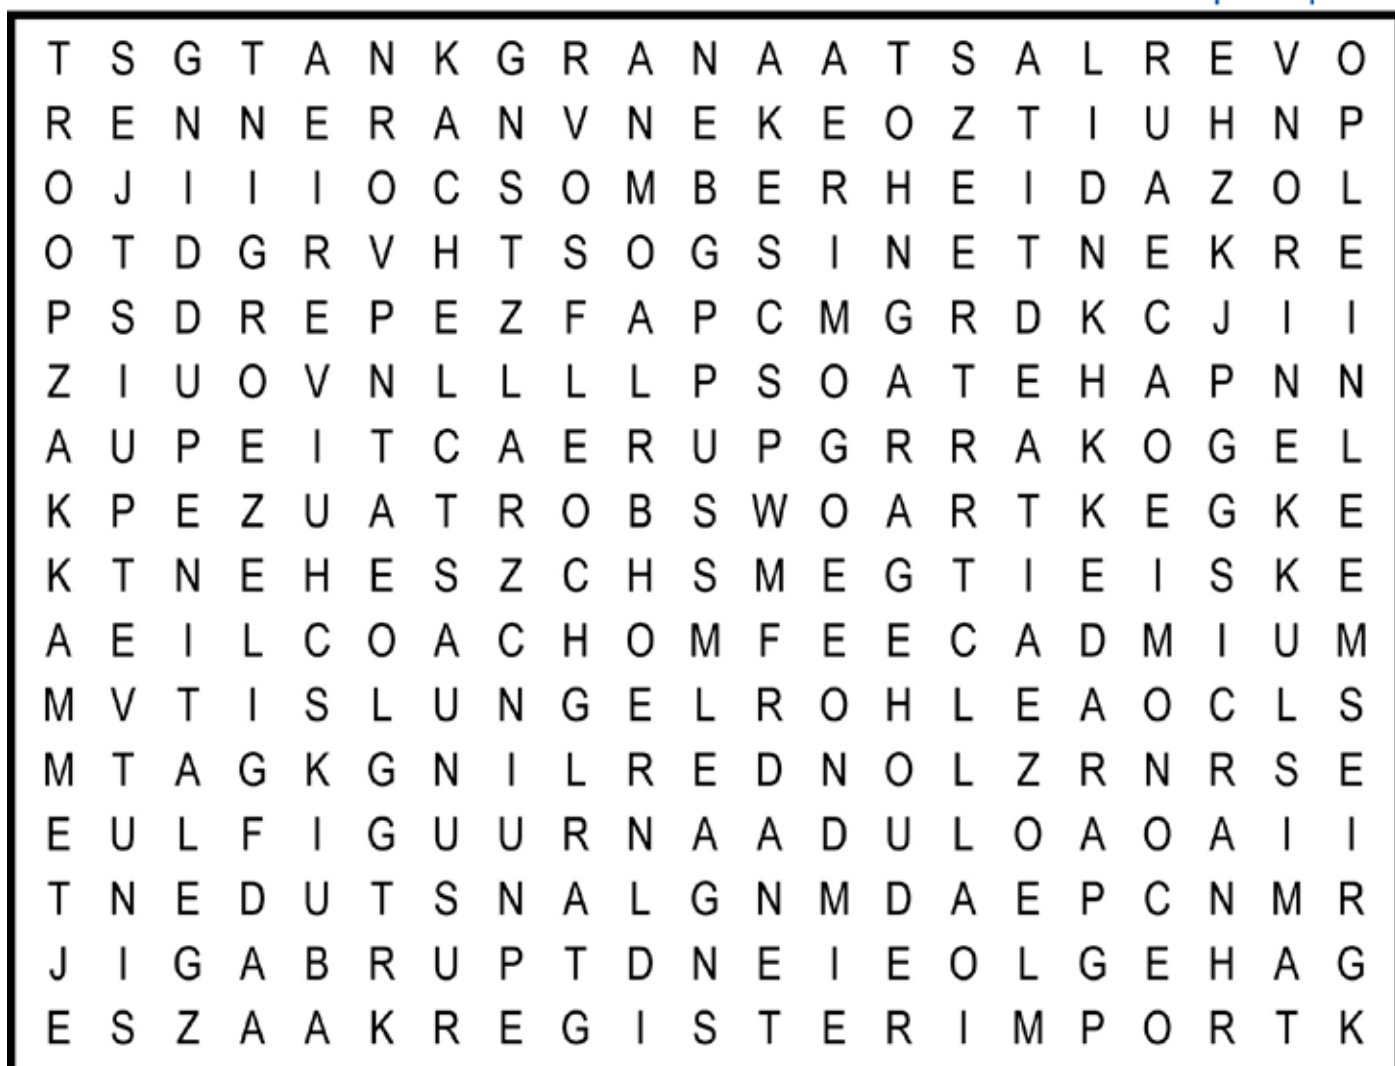 T S G T A N K G R A N A A T S A L R E V O
R E N N E R A N V N E K E O Z T I U H N P
O J I I I O C S O M B E R H E I D A Z O L
O T D G R V H T S O G S I N E T N E K R E
P S D R E P E Z F A P C M G R D K C J I I
Z I U O V N L L L L P S O A T E H A P N N
A U P E I T C A E R U P G R R A K O G E L
K P E Z U A T R O B S W O A R T K E G K E
K T N E H E S Z C H S M E G T I E I S K E
A E I L C O A C H O M F E E C A D M I U M
M V T I S L U N G E L R O H L E A O C L S
M T A G K G N I L R E D N O L Z R N R S E
E U L F I G U U R N A A D U L O A O A I I
T N E D U T S N A L G N M D A E P C N M R
J I G A B R U P T D N E I E O L G E H A G
E S Z A A K R E G I S T E R I M P O R T K